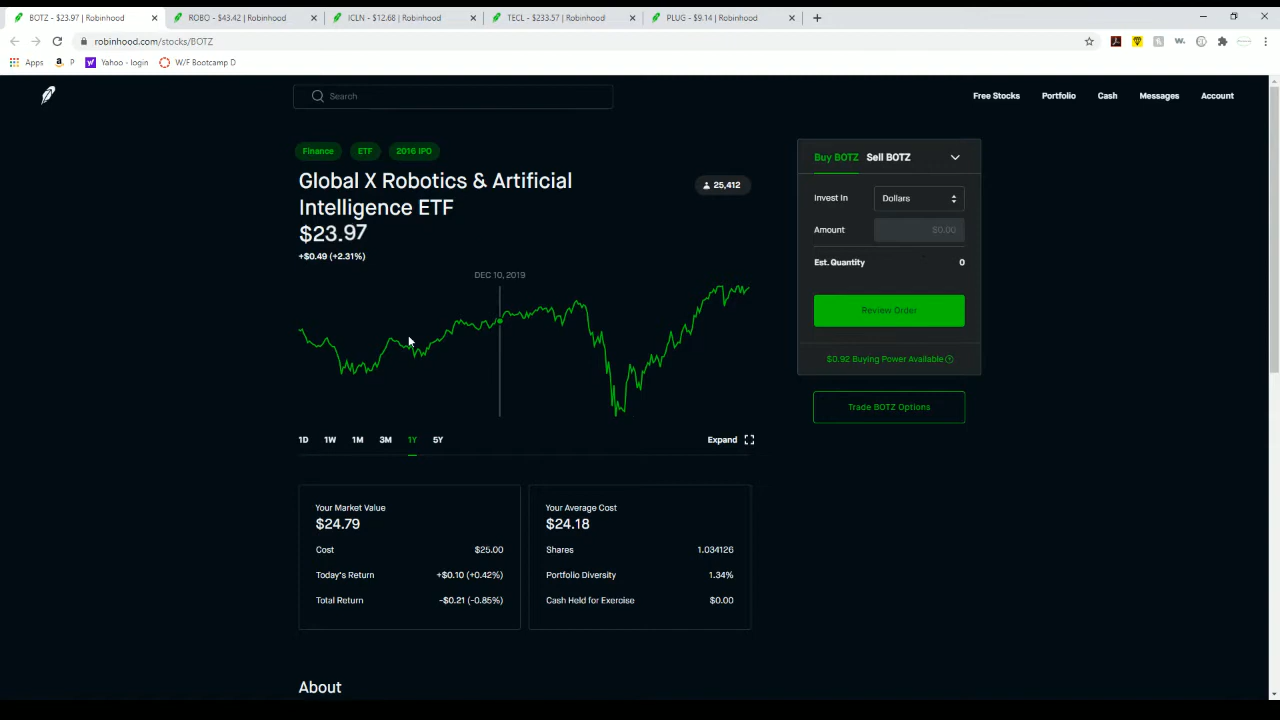 BOTZ - $23.97 | Robinhood
ROBO - $43.42 | Robinhood
ICLN - $12.68 | Robinhood
TECL - $233.57 | Robinhood
PLUG - $9.14 | Robinhood
robinhood.com/stocks/BOTZ
Apps
P
Yahoo - login
W/F Bootcamp D
Search
Free Stocks
Portfolio
Cash
Messages
Account
Finance
ETF
2016 IPO
Global X Robotics & Artificial
Intelligence ETF
25,412
$23.97
+$0.49 (+2.31%)
DEC 10, 2019
1D
1W
1M
3M
1Y
5Y
Expand
Buy BOTZ
Sell BOTZ
Invest In
Dollars
Amount
$0.00
Est. Quantity
0
Review Order
$0.92 Buying Power Available
Trade BOTZ Options
Your Market Value
$24.79
Cost
$25.00
Today's Return
+$0.10 (+0.42%)
Total Return
-$0.21 (-0.85%)
Your Average Cost
$24.18
Shares
1.034126
Portfolio Diversity
1.34%
Cash Held for Exercise
$0.00
About